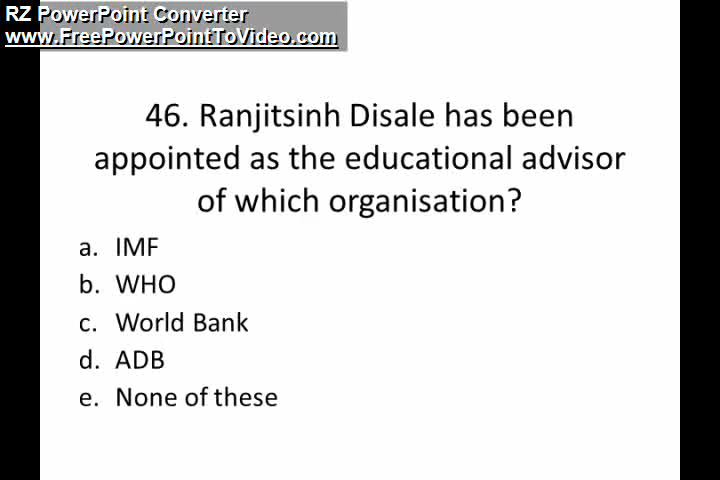 RZ PowerPoint Converter
www.FreePowerPointToVideo.com
46. Ranjitsinh Disale has been
appointed as the educational advisor
of which organisation?
a. IMF
b. WHO
c. World Bank
d. ADB
e. None of these